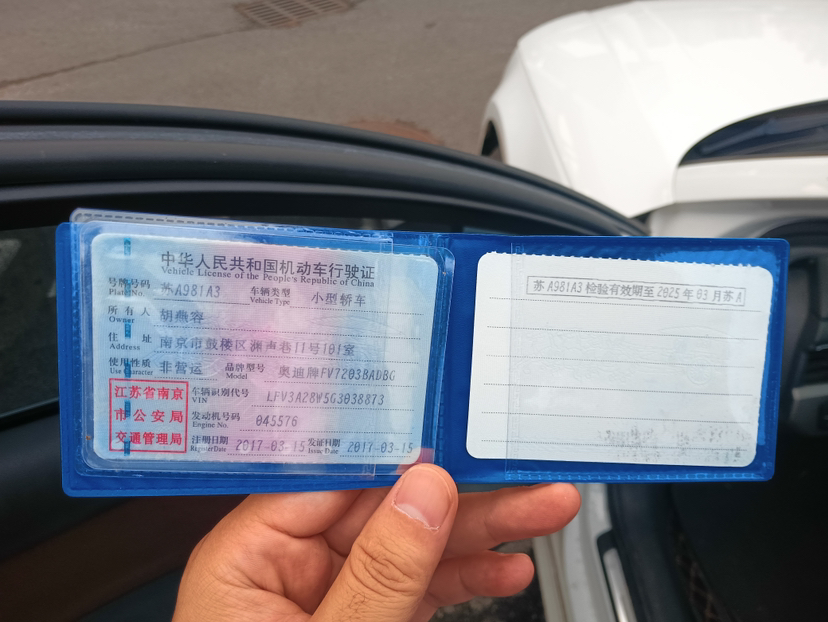 中华人民共和国机动车行驶证
Vehicle License of the People's Republic of China
号牌号码 苏A981A3 车辆类型 小型轿车
Plate No. Vehicle Type
所有人 胡燕容
Owner
住址 南京市鼓楼区渊声巷11号101室
Address
使用性质 非营运 品牌型号 奥迪牌FV7203BADBG
Use Character Model
江苏省南京
市公安局
交通管理局
车辆识别代号 LFV3A28W5G3038873
VIN
发动机号码 045576
Engine No.
注册日期 2017-03-15 发证日期 2017-03-15
Register Date Issue Date
苏A981A3 检验有效期至 2025年03月苏A